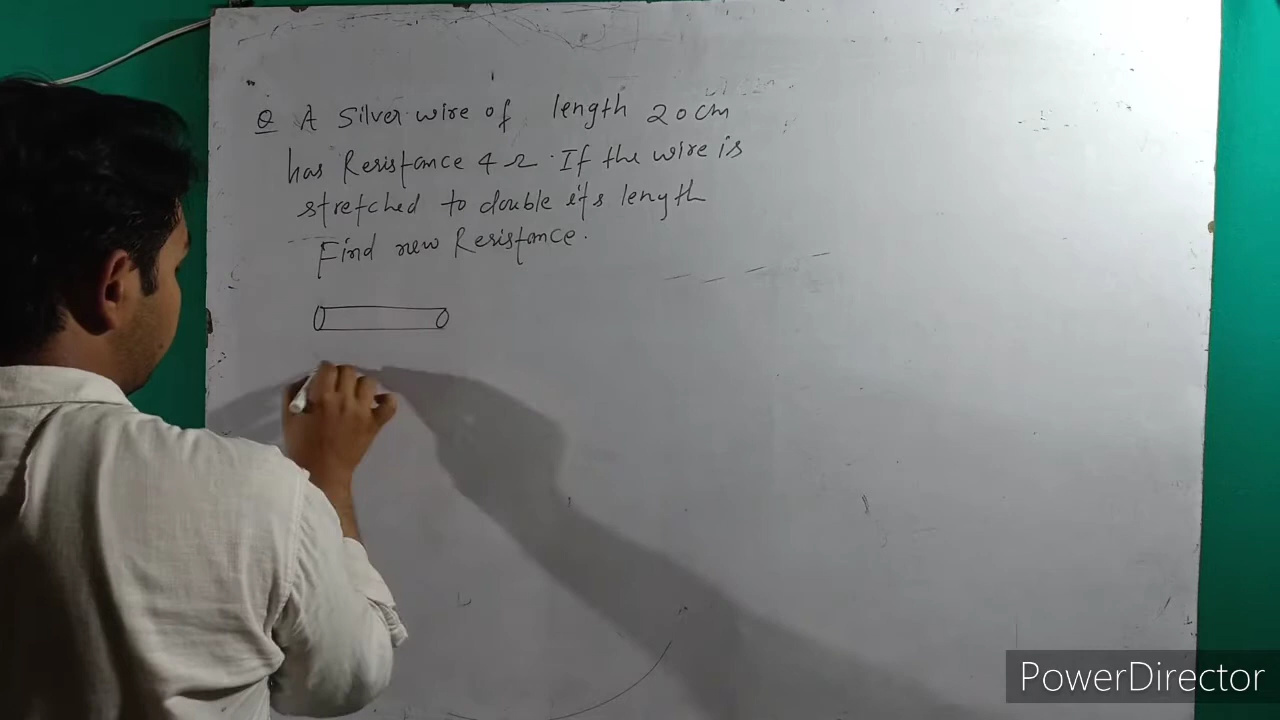 Q A Silver wire of length 20cm
has Resistance 4 Ω. If the wire is
stretched to double it's length
Find new Resistance.
PowerDirector